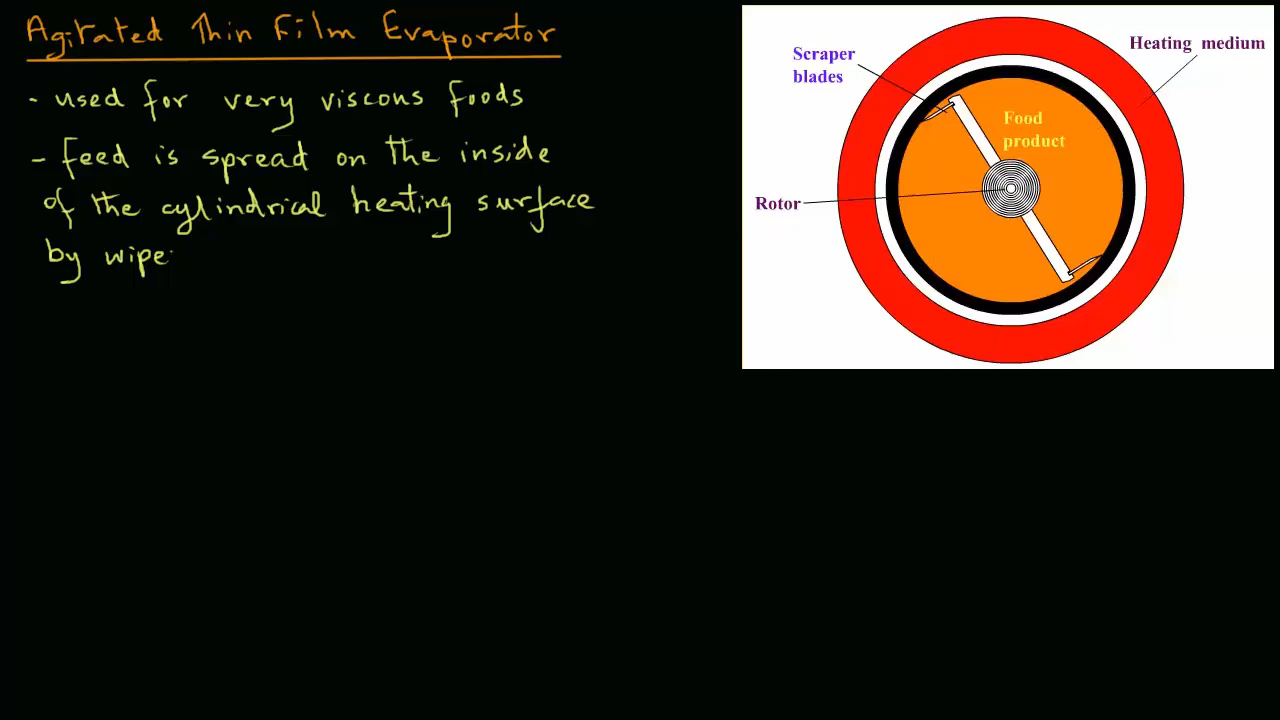 Agitated Thin Film Evaporator
- used for very viscous foods
- feed is spread on the inside
of the cylindrical heating surface
by wipe
Scraper
blades
Heating medium
Food
product
Rotor